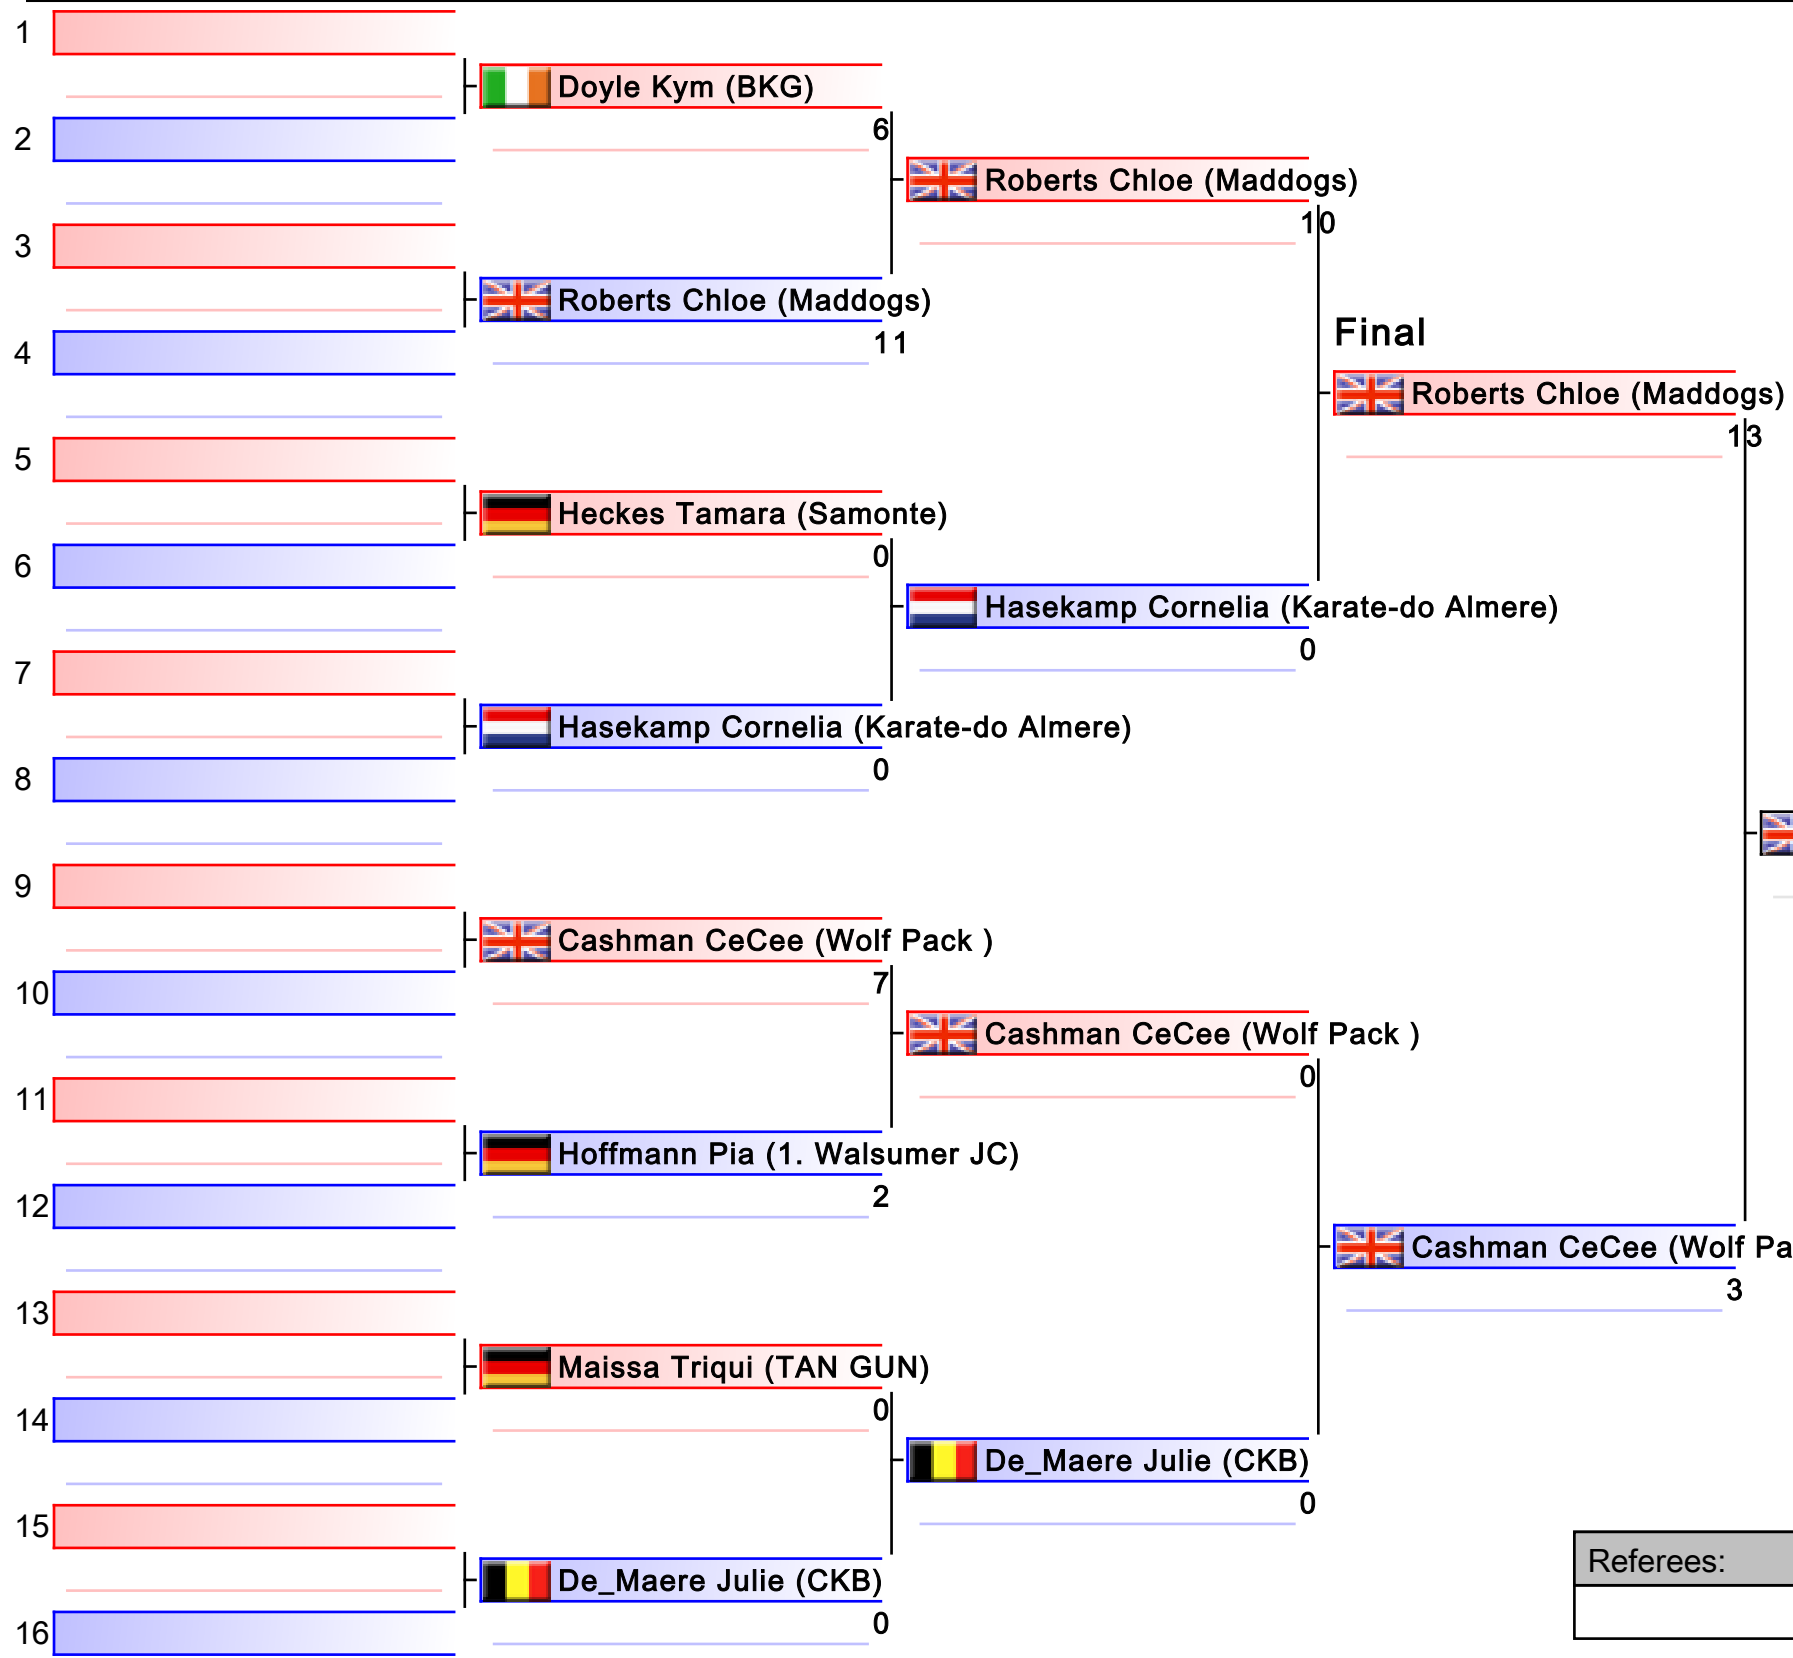 1
Doyle Kym (BKG)
6
2
Roberts Chloe (Maddogs)
10
3
Roberts Chloe (Maddogs)
11
4
Final
Roberts Chloe (Maddogs)
13
5
Heckes Tamara (Samonte)
0
6
Hasekamp Cornelia (Karate-do Almere)
0
7
Hasekamp Cornelia (Karate-do Almere)
0
8
9
Cashman CeCee (Wolf Pack )
7
10
Cashman CeCee (Wolf Pack )
0
11
Hoffmann Pia (1. Walsumer JC)
2
12
Cashman CeCee (Wolf Pa
3
13
Maissa Triqui (TAN GUN)
0
14
De_Maere Julie (CKB)
0
15
Referees:
De_Maere Julie (CKB)
0
16